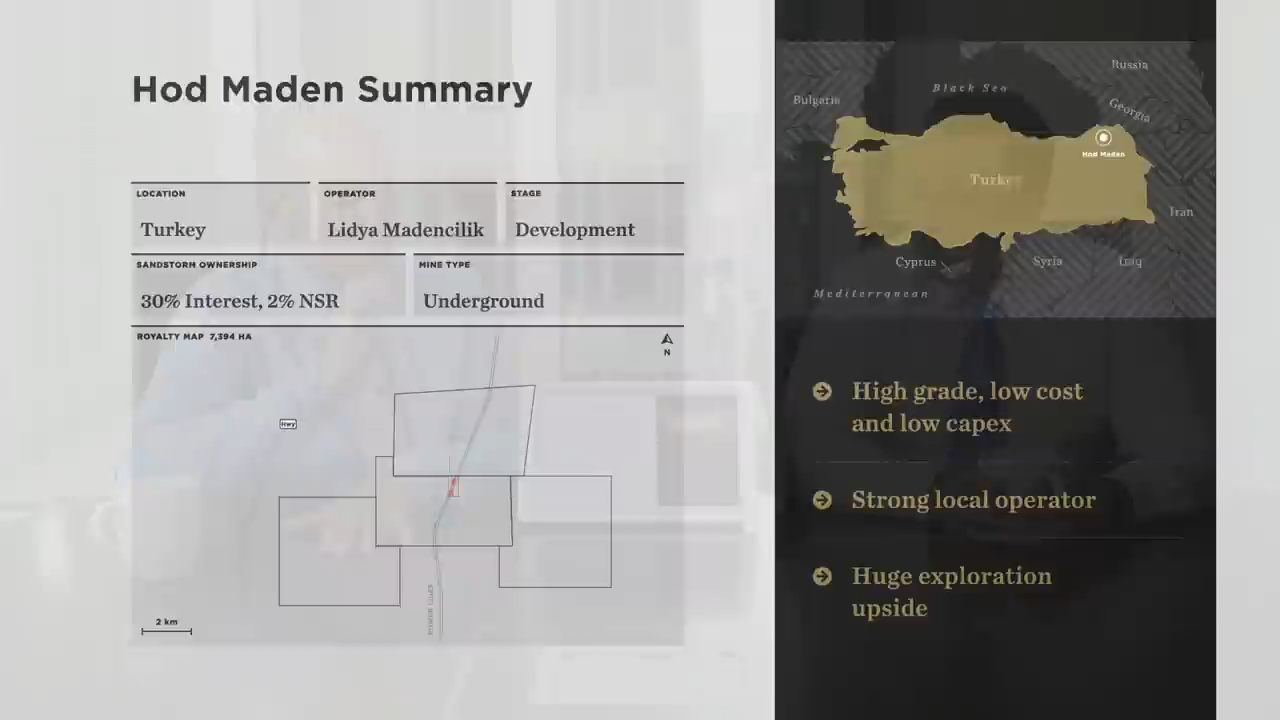 Hod Maden Summary
LOCATION
Turkey
OPERATOR
Lidya Madencilik
STAGE
Development
SANDSTORM OWNERSHIP
30% Interest, 2% NSR
MINE TYPE
Underground
ROYALTY MAP 7,394 HA
N
Hwy
2 km
Russia
Black Sea
Bulgaria
Georgia
Hod Maden
Turkey
Iran
Cyprus
Syria
Iraq
Mediterranean
High grade, low cost
and low capex
Strong local operator
Huge exploration
upside